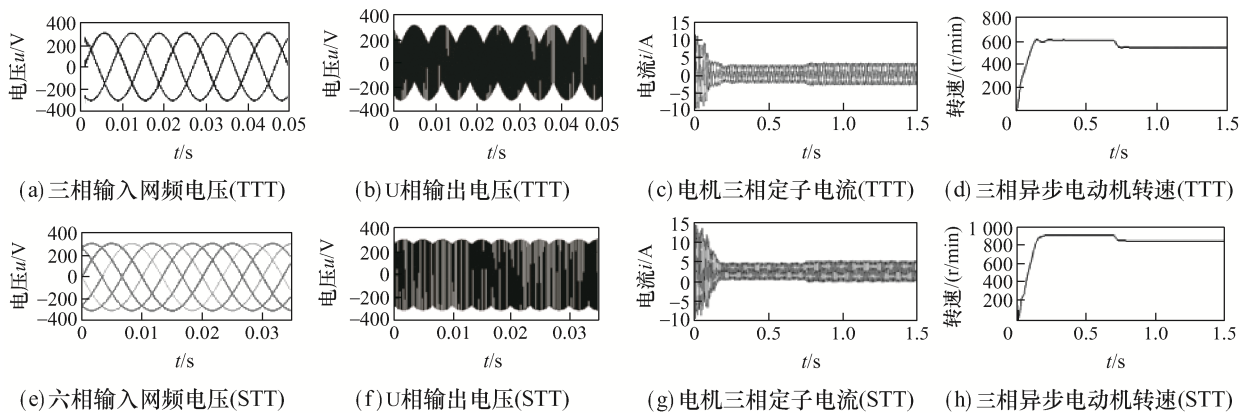 400
200
0
−200
−400
电压u/V
0 0.01 0.02 0.03 0.04 0.05
t/s
(a) 三相输入网频电压(TTT)
400
200
0
−200
−400
电压u/V
0 0.01 0.02 0.03 0.04 0.05
t/s
(b) U相输出电压(TTT)
15
10
5
0
−5
−10
电流i/A
0 0.5 1.0 1.5
t/s
(c) 电机三相定子电流(TTT)
800
600
400
200
转速/(r/min)
0 0.5 1.0 1.5
t/s
(d) 三相异步电动机转速(TTT)
400
200
0
−200
−400
电压u/V
0 0.01 0.02 0.03
t/s
(e) 六相输入网频电压(STT)
400
200
0
−200
−400
电压u/V
0 0.01 0.02 0.03
t/s
(f) U相输出电压(STT)
15
10
5
0
−5
−10
电流i/A
0 0.5 1.0 1.5
t/s
(g) 电机三相定子电流(STT)
1 000
800
600
400
200
转速/(r/min)
0 0.5 1.0 1.5
t/s
(h) 三相异步电动机转速(STT)